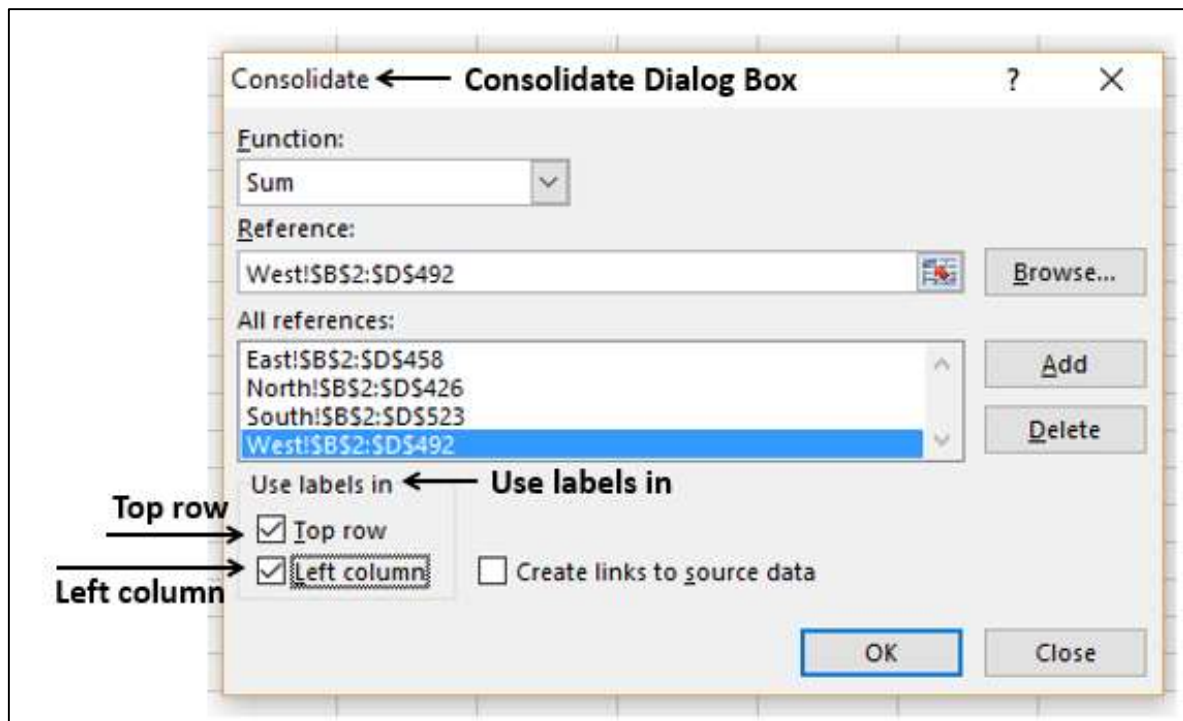 Consolidate Consolidate Dialog Box ? ×
Function:
Sum
Reference:
West!$B$2:$D$492 Browse...
All references:
East!$B$2:$D$458 Add
North!$B$2:$D$426
South!$B$2:$D$523
West!$B$2:$D$492 Delete
Use labels in Use labels in
Top row
Top row
Left column Create links to source data
Left column
OK Close